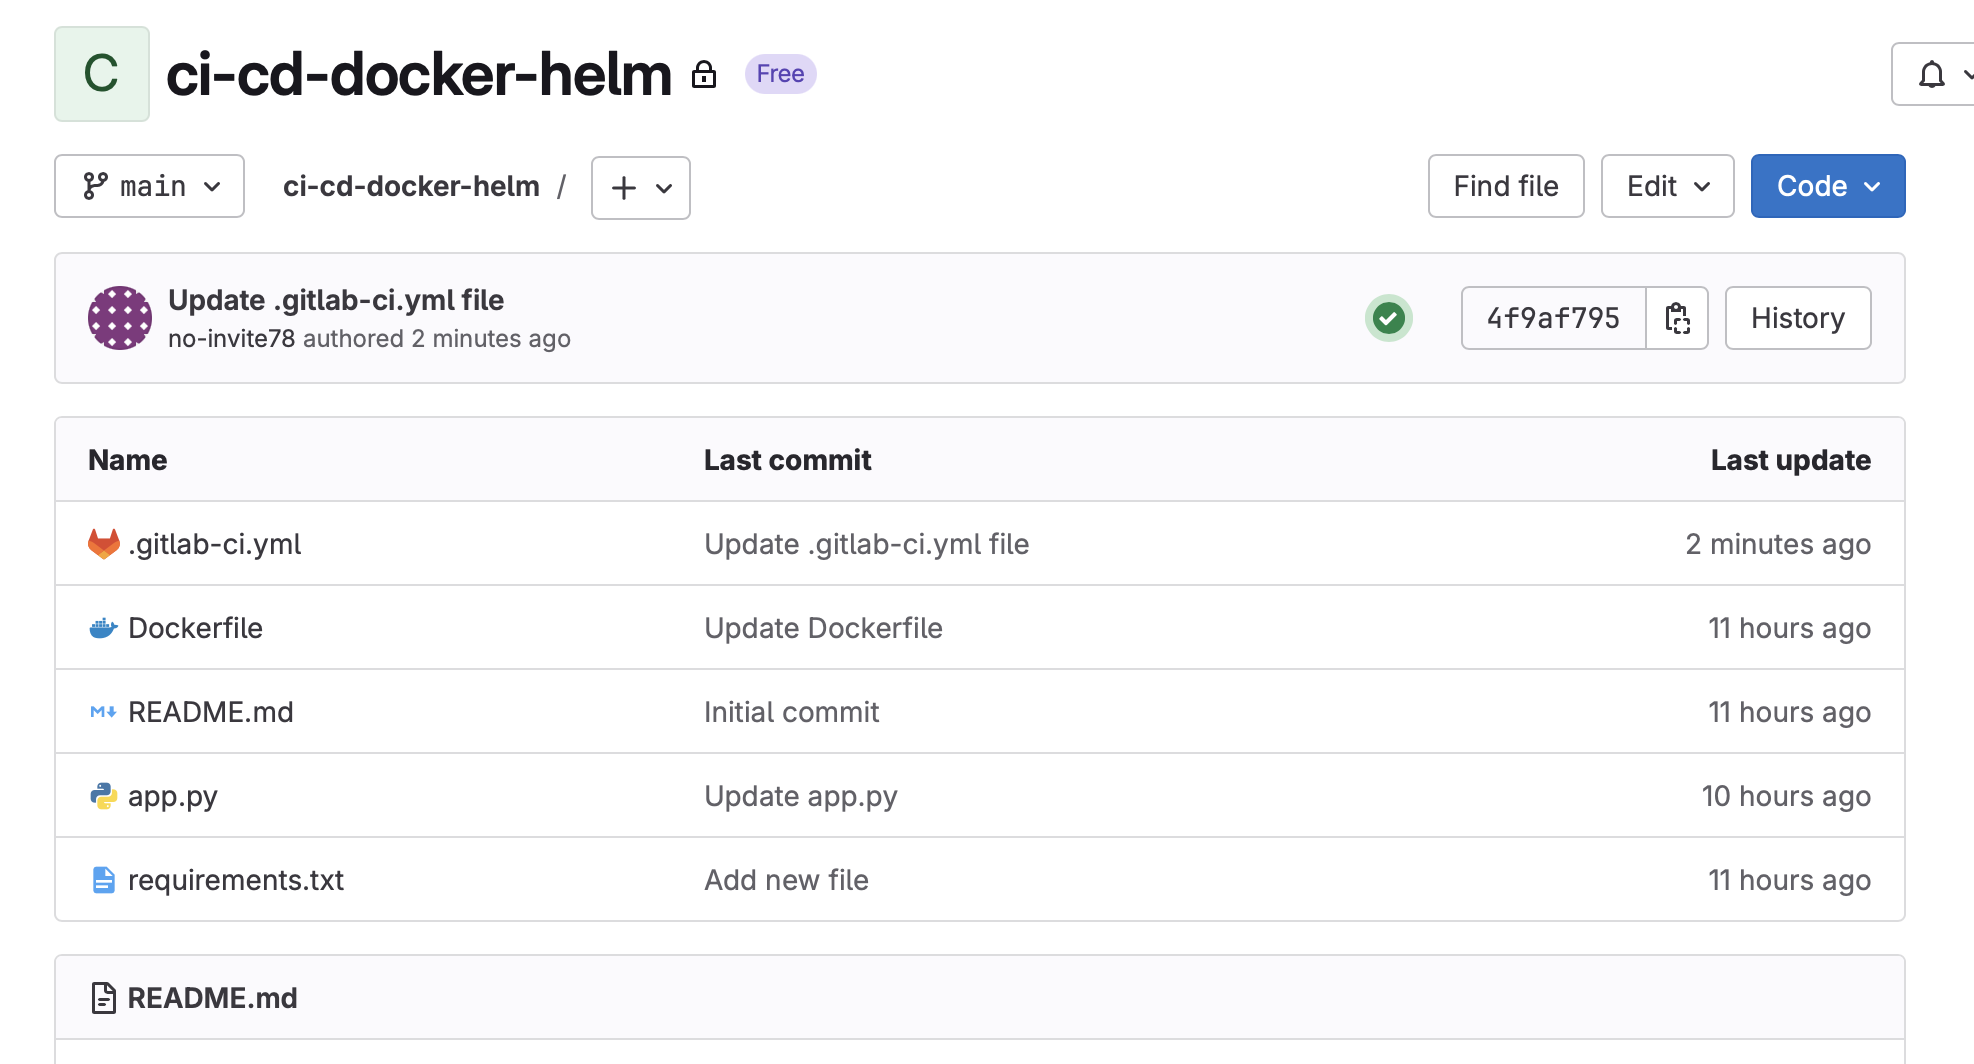 C
ci-cd-docker-helm
Free
main
ci-cd-docker-helm /
Find file
Edit
Code
Update .gitlab-ci.yml file
no-invite78 authored 2 minutes ago
4f9af795
History
Name Last commit Last update
.gitlab-ci.yml Update .gitlab-ci.yml file 2 minutes ago
Dockerfile Update Dockerfile 11 hours ago
README.md Initial commit 11 hours ago
app.py Update app.py 10 hours ago
requirements.txt Add new file 11 hours ago
README.md